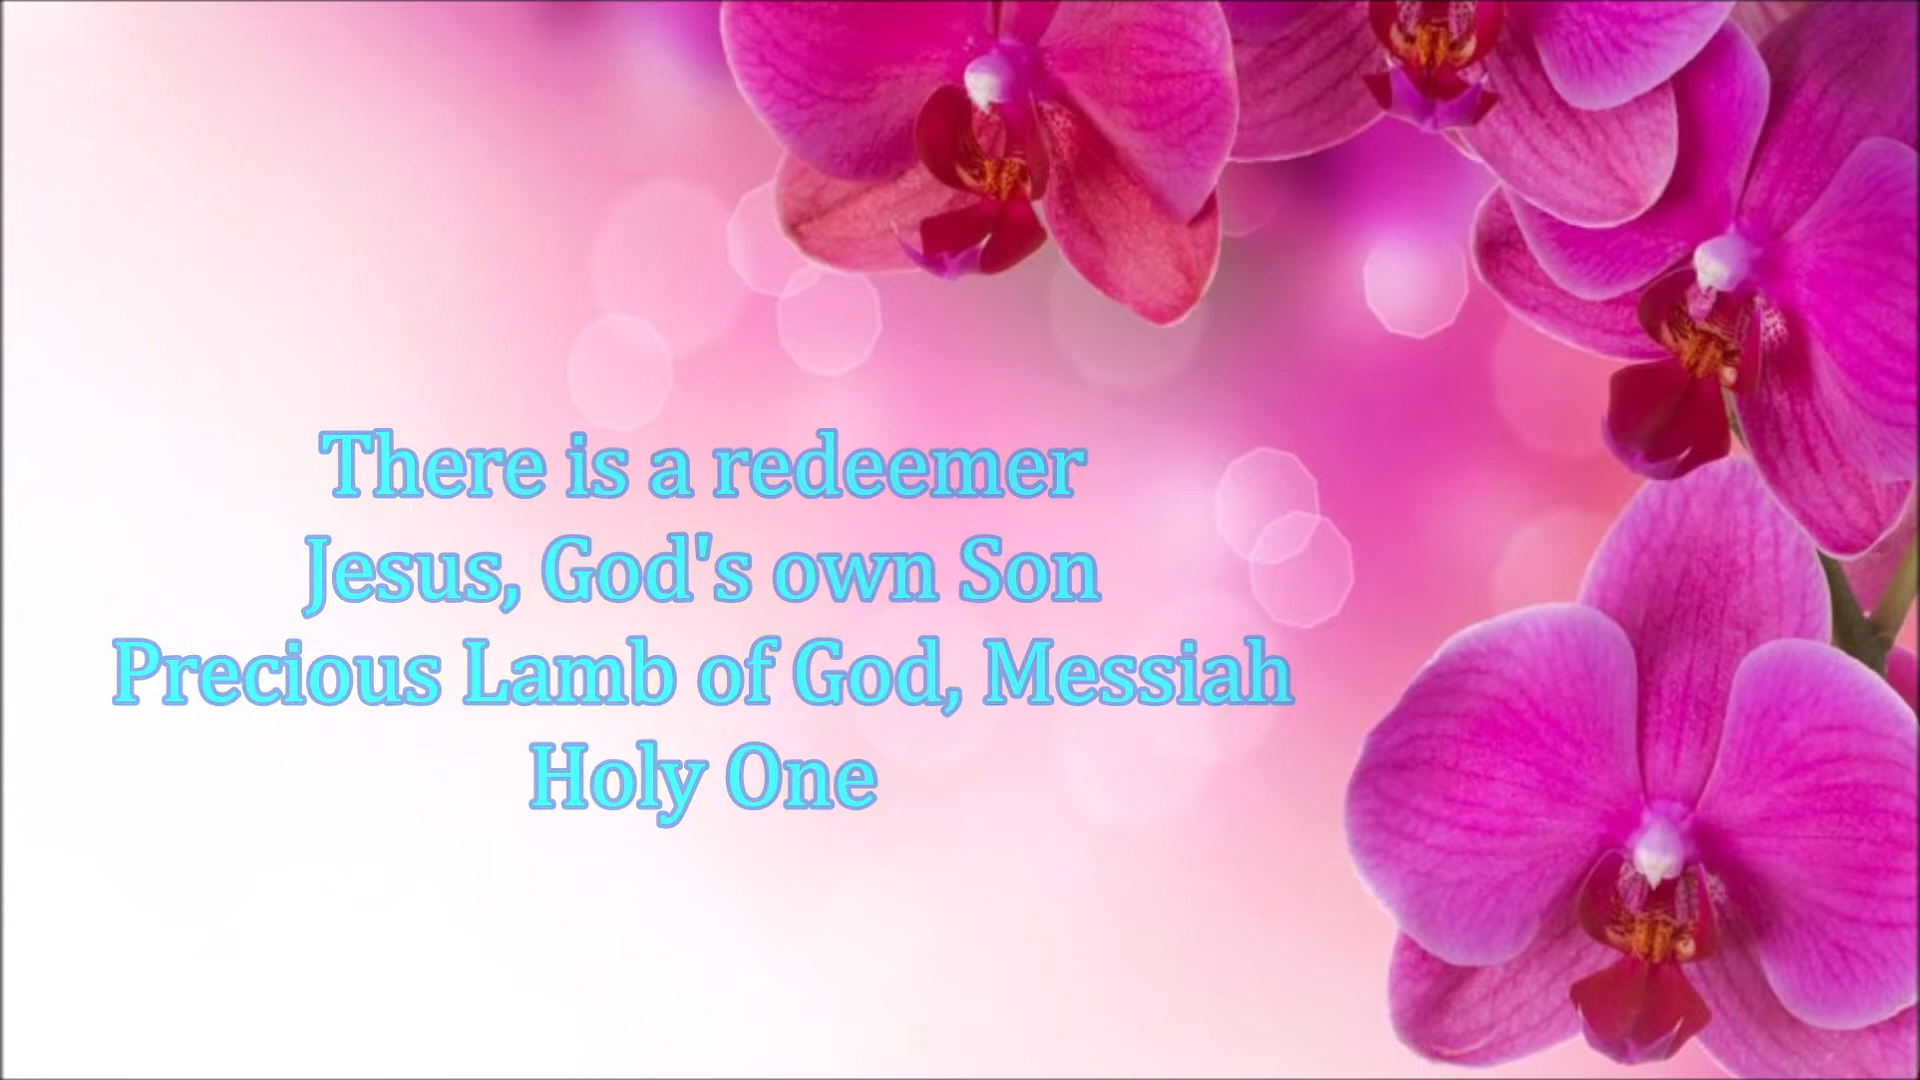 There is a redeemer
Jesus, God's own Son
Precious Lamb of God, Messiah
Holy One